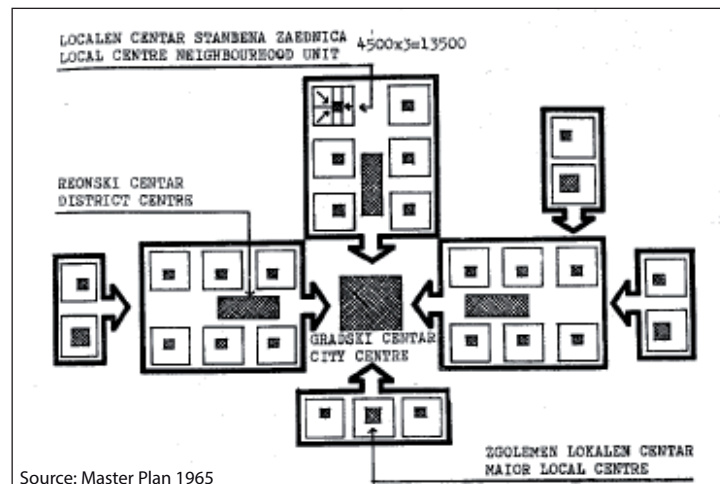 LOCALEN CENTAR STANBENA ZAEDNICA 4500x3=13500
LOCAL CENTRE NEIGHBOURHOOD UNIT
REONSKI CENTAR
DISTRICT CENTRE
GRADSKI CENTAR
CITY CENTRE
ZGOLEMEN LOKALEN CENTAR
MAIOR LOCAL CENTRE
Source: Master Plan 1965